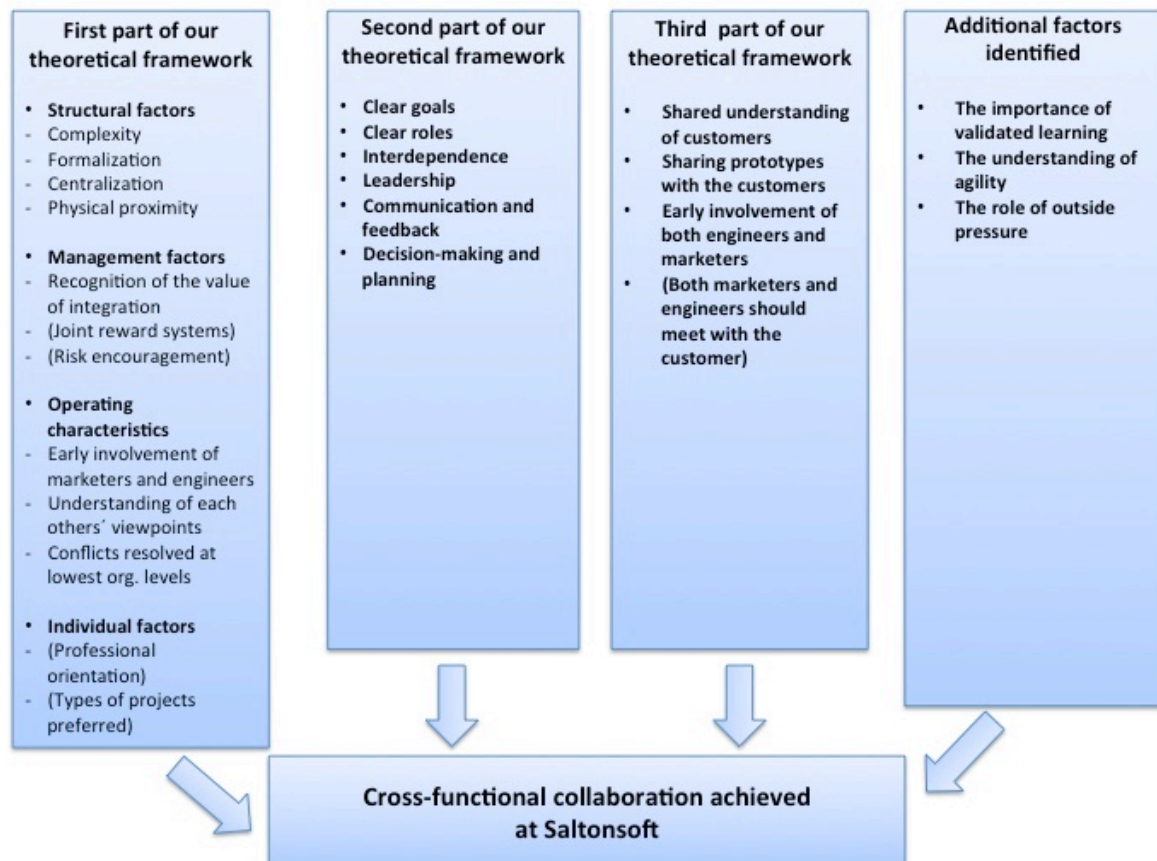 First part of our
theoretical framework
• Structural factors
- Complexity
- Formalization
- Centralization
- Physical proximity
• Management factors
- Recognition of the value
of integration
- (Joint reward systems)
- (Risk encouragement)
• Operating
characteristics
- Early involvement of
marketers and engineers
- Understanding of each
others´ viewpoints
- Conflicts resolved at
lowest org. levels
• Individual factors
- (Professional
orientation)
- (Types of projects
preferred)
Second part of our
theoretical framework
• Clear goals
• Clear roles
• Interdependence
• Leadership
• Communication and
feedback
• Decision-making and
planning
Third part of our
theoretical framework
• Shared understanding
of customers
• Sharing prototypes
with the customers
• Early involvement of
both engineers and
marketers
• (Both marketers and
engineers should
meet with the
customer)
Additional factors
identified
• The importance of
validated learning
• The understanding of
agility
• The role of outside
pressure
Cross-functional collaboration achieved
at Saltonsoft